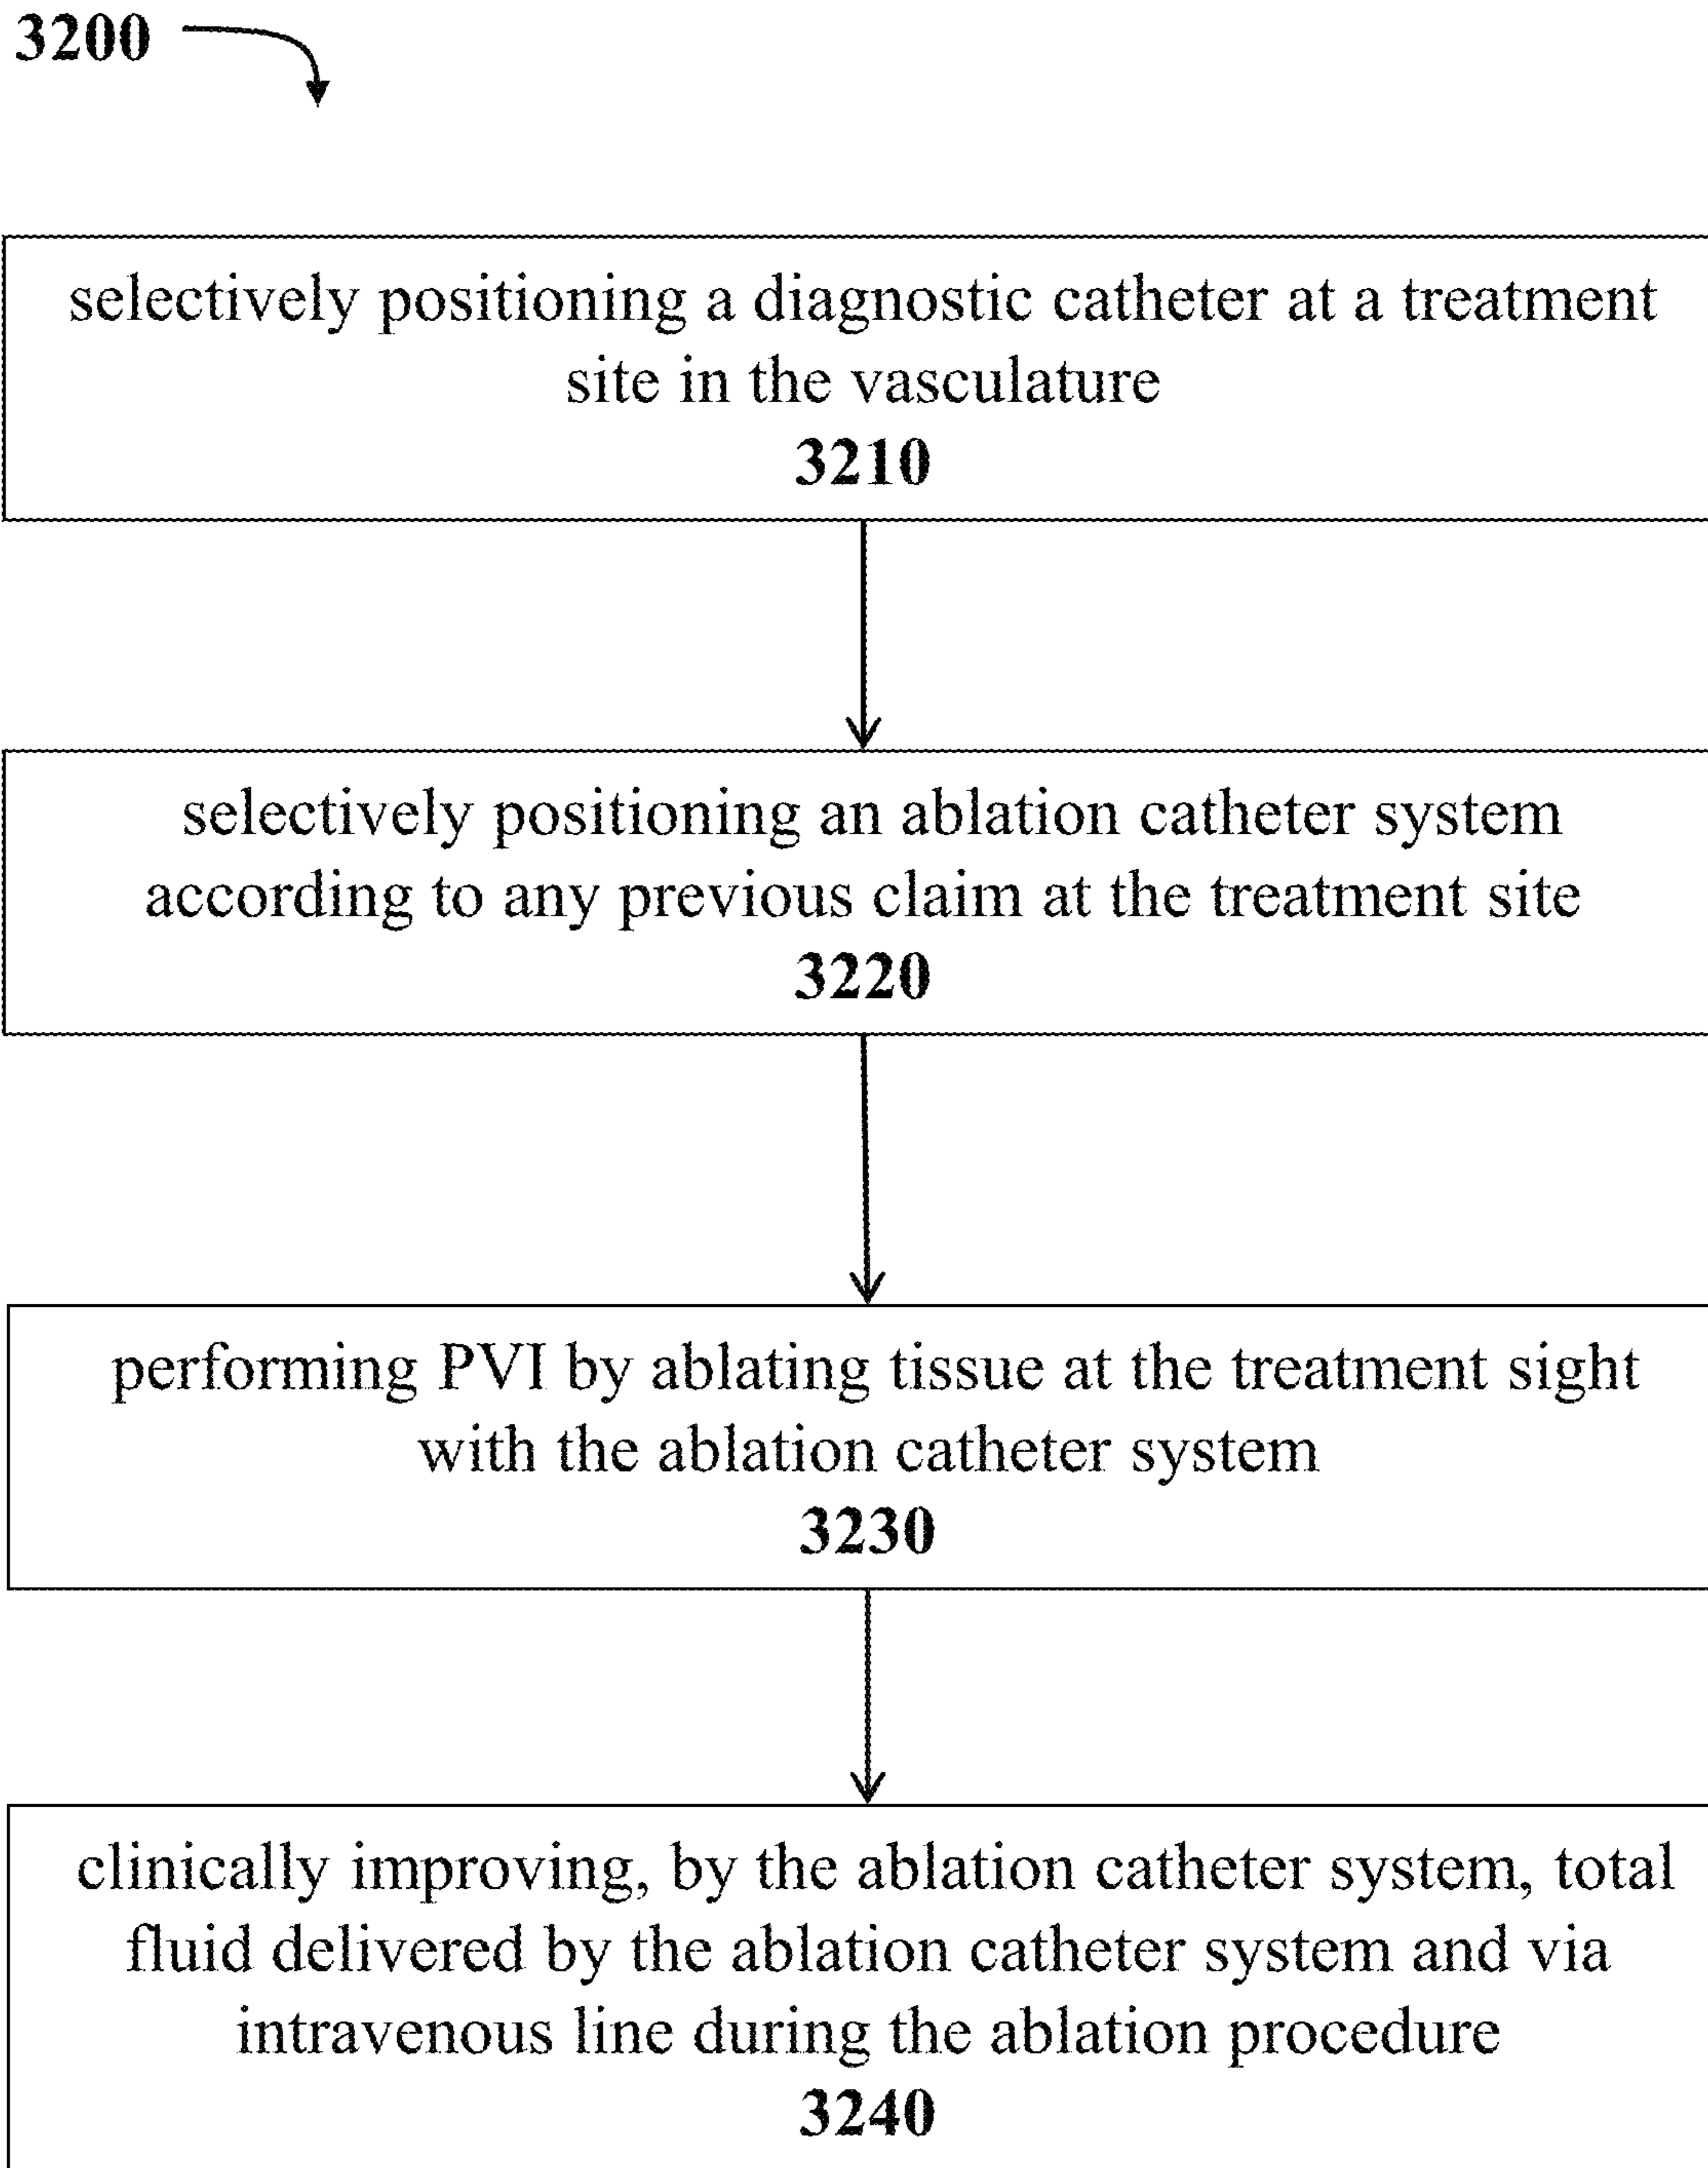 3200
selectively positioning a diagnostic catheter at a treatment
site in the vasculature
3210
selectively positioning an ablation catheter system
according to any previous claim at the treatment site
3220
performing PVI by ablating tissue at the treatment sight
with the ablation catheter system
3230
clinically improving, by the ablation catheter system, total
fluid delivered by the ablation catheter system and via
intravenous line during the ablation procedure
3240